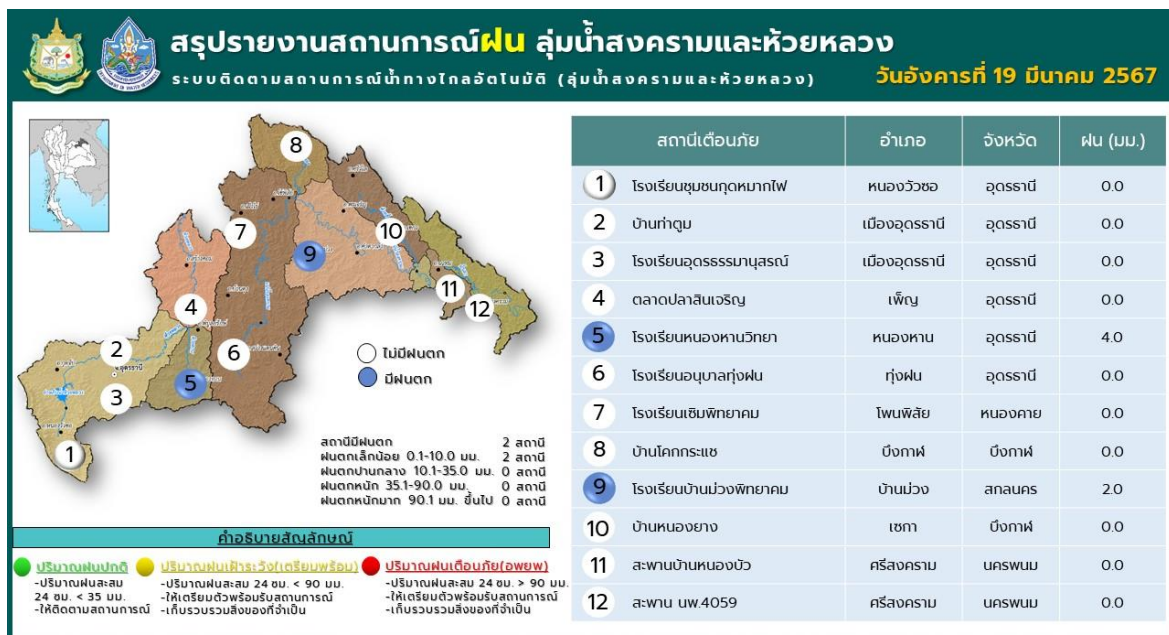 สรุปรายงานสถานการณ์ฝน ลุ่มน้ำสงครามและห้วยหลวง
ระบบติดตามสถานการณ์น้ำทางไกลอัตโนมัติ (ลุ่มน้ำสงครามและห้วยหลวง)
วันอังคารที่ 19 มีนาคม 2567
8
7
10
9
11
12
4
6
2
อ.อุดรธานี
5
3
1
ไม่มีฝนตก
มีฝนตก
สถานีมีฝนตก 2 สถานี
ฝนตกเล็กน้อย 0.1-10.0 มม. 2 สถานี
ฝนตกปานกลาง 10.1-35.0 มม. 0 สถานี
ฝนตกหนัก 35.1-90.0 มม. 0 สถานี
ฝนตกหนักมาก 90.1 มม. ขึ้นไป 0 สถานี
คำอธิบายสัญลักษณ์
ปริมาณฝนปกติ
-ปริมาณฝนสะสม
24 ชม. < 35 มม.
-ให้ติดตามสถานการณ์
ปริมาณฝนเฝ้าระวัง(เตรียมพร้อม)
-ปริมาณฝนสะสม 24 ชม. < 90 มม.
-ให้เตรียมตัวพร้อมรับสถานการณ์
-เก็บรวบรวมสิ่งของที่จำเป็น
ปริมาณฝนเตือนภัย(อพยพ)
-ปริมาณฝนสะสม 24 ชม. > 90 มม.
-ให้เตรียมตัวพร้อมรับสถานการณ์
-เก็บรวบรวมสิ่งของที่จำเป็น
สถานีเตือนภัย อำเภอ จังหวัด ฝน (มม.)
1 โรงเรียนชุมชนกุดหมากไฟ หนองวัวซอ อุดรธานี 0.0
2 บ้านท่าตูม เมืองอุดรธานี อุดรธานี 0.0
3 โรงเรียนอุดรธรรมานุสรณ์ เมืองอุดรธานี อุดรธานี 0.0
4 ตลาดปลาสินเจริญ เพ็ญ อุดรธานี 0.0
5 โรงเรียนหนองหานวิทยา หนองหาน อุดรธานี 4.0
6 โรงเรียนอนุบาลทุ่งฝน ทุ่งฝน อุดรธานี 0.0
7 โรงเรียนเซิมพิทยาคม โพนพิสัย หนองคาย 0.0
8 บ้านโคกกระแซ บึงกาฬ บึงกาฬ 0.0
9 โรงเรียนบ้านม่วงพิทยาคม บ้านม่วง สกลนคร 2.0
10 บ้านหนองยาง เซกา บึงกาฬ 0.0
11 สะพานบ้านหนองบัว ศรีสงคราม นครพนม 0.0
12 สะพาน นพ.4059 ศรีสงคราม นครพนม 0.0